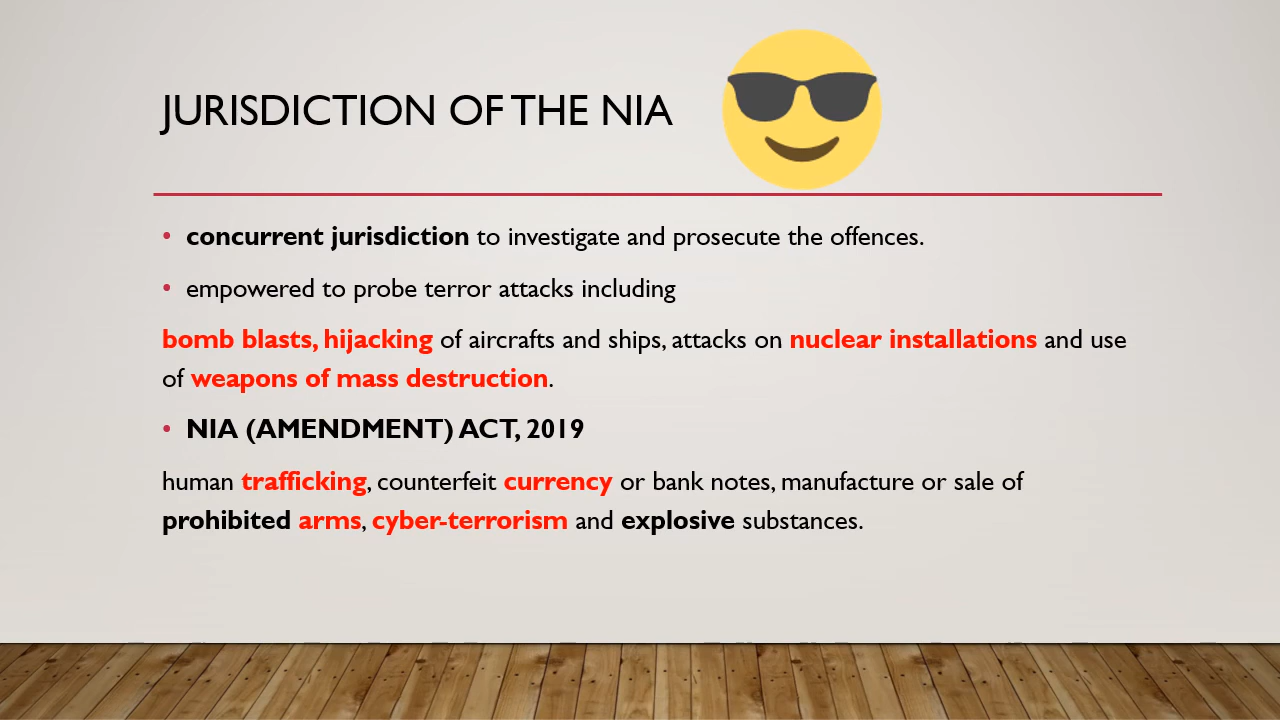 JURISDICTION OF THE NIA
• concurrent jurisdiction to investigate and prosecute the offences.
• empowered to probe terror attacks including
bomb blasts, hijacking of aircrafts and ships, attacks on nuclear installations and use
of weapons of mass destruction.
• NIA (AMENDMENT) ACT, 2019
human trafficking, counterfeit currency or bank notes, manufacture or sale of
prohibited arms, cyber-terrorism and explosive substances.